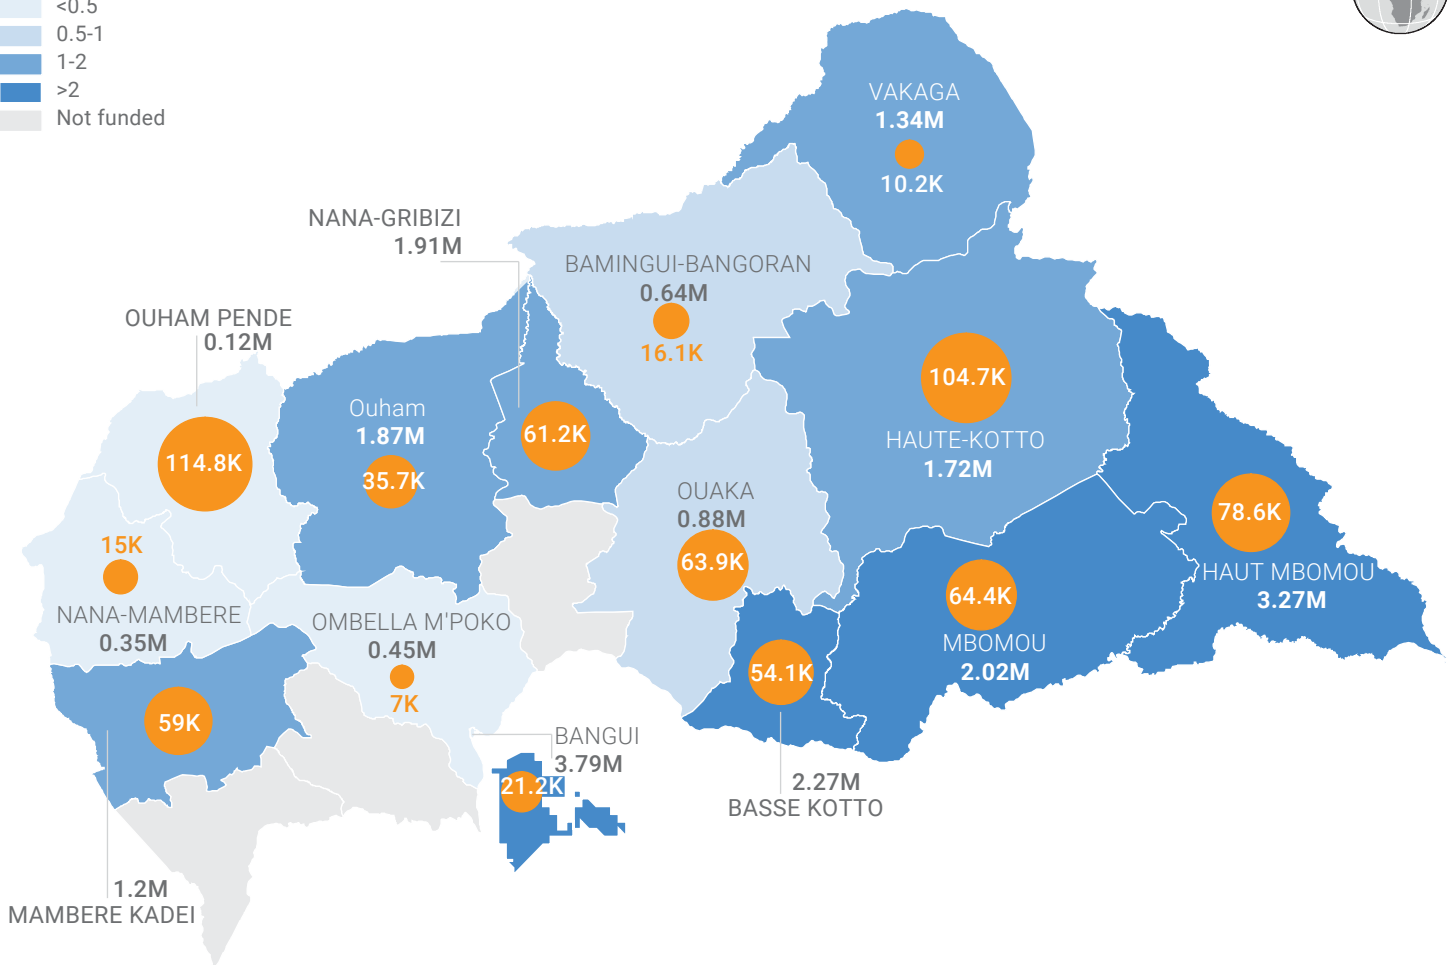 <0.5
0.5-1
1-2
>2
Not funded
VAKAGA
1.34M
10.2K
NANA-GRIBIZI
1.91M
61.2K
BAMINGUI-BANGORAN
0.64M
16.1K
OUHAM PENDE
0.12M
114.8K
Ouham
1.87M
35.7K
104.7K
HAUTE-KOTTO
1.72M
OUAKA
0.88M
63.9K
78.6K
HAUT MBOMOU
3.27M
15K
NANA-MAMBERE
0.35M
OMBELLA M'POKO
0.45M
7K
64.4K
MBOMOU
2.02M
54.1K
2.27M
BASSE KOTTO
59K
1.2M
MAMBERE KADEI
BANGUI
3.79M
21.2K